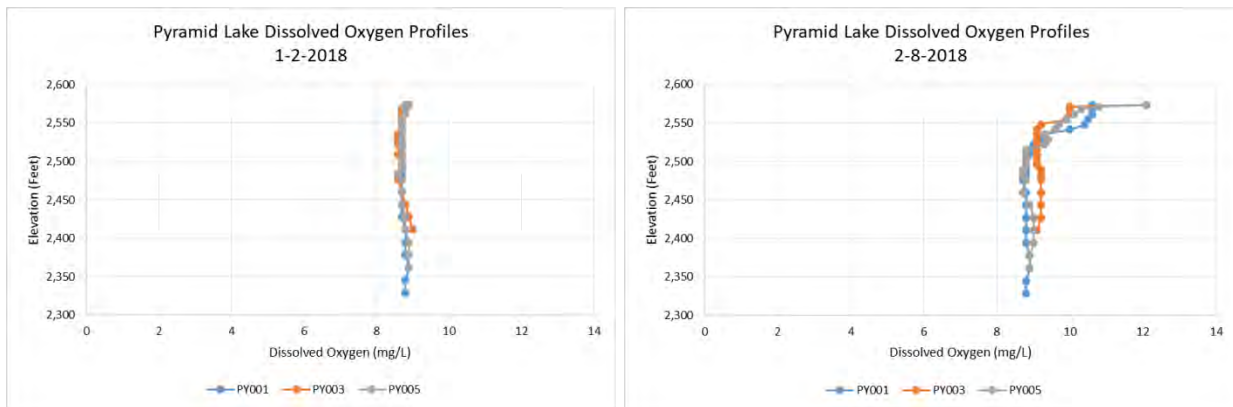 Pyramid Lake Dissolved Oxygen Profiles
1-2-2018
2,600
2,550
2,500
2,450
2,400
2,350
2,300
Elevation (Feet)
0 2 4 6 8 10 12 14
Dissolved Oxygen (mg/L)
PY001 PY003 PY005
Pyramid Lake Dissolved Oxygen Profiles
2-8-2018
2,600
2,550
2,500
2,450
2,400
2,350
2,300
Elevation (Feet)
0 2 4 6 8 10 12 14
Dissolved Oxygen (mg/L)
PY001 PY003 PY005